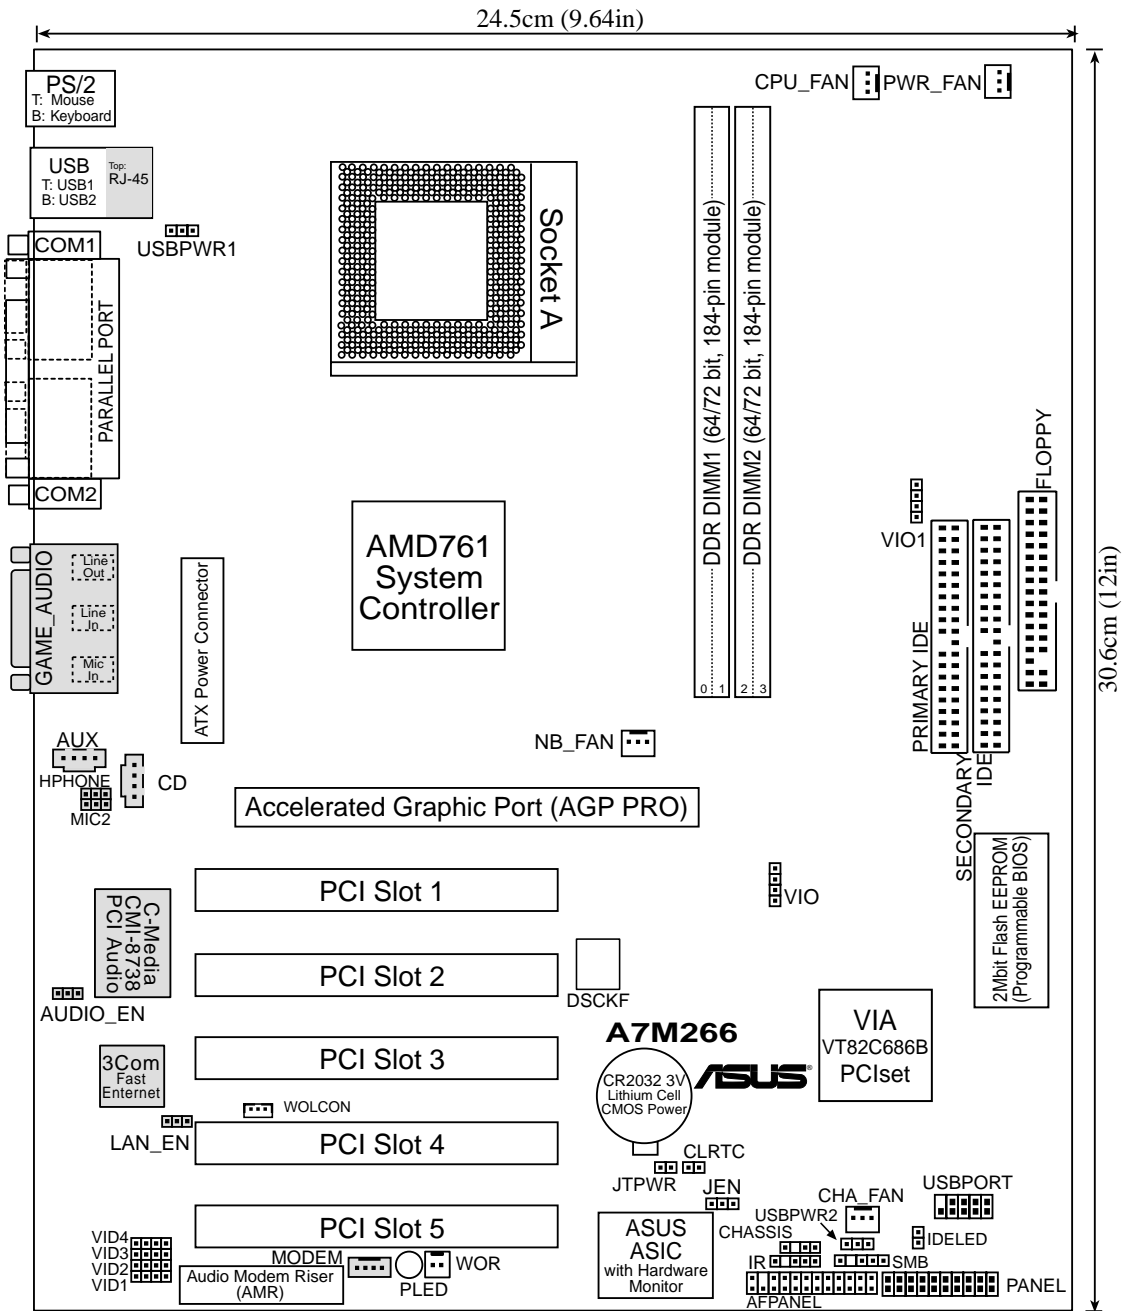 24.5cm (9.64in)
PS/2
T: Mouse
B: Keyboard
CPU_FAN
PWR_FAN
USB
T: USB1
B: USB2
Top:
RJ-45
USBPWR1
COM1
PARALLEL PORT
COM2
Socket A
DDR DIMM1 (64/72 bit, 184-pin module)
DDR DIMM2 (64/72 bit, 184-pin module)
0 1
2 3
FLOPPY
VIO1
PRIMARY IDE
SECONDARY
IDE
30.6cm (12in)
AMD761
System
Controller
GAME_AUDIO
Line
Out
Line
In
Mic
In
ATX Power Connector
NB_FAN
AUX
HPHONE
MIC2
CD
Accelerated Graphic Port (AGP PRO)
PCI Slot 1
VIO
2Mbit Flash EEPROM
(Programmable BIOS)
C-Media
CMI-8738
PCI Audio
AUDIO_EN
PCI Slot 2
DSCKF
A7M266
VIA
VT82C686B
PCIset
3Com
Fast
Enternet
PCI Slot 3
CR2032 3V
Lithium Cell
CMOS Power
ASUS®
WOLCON
LAN_EN
PCI Slot 4
CLRTC
JTPWR
JEN
CHA_FAN
USBPORT
PCI Slot 5
ASUS
ASIC
with Hardware
Monitor
USBPWR2
CHASSIS
IDELED
IR
SMB
AFPANEL
PANEL
VID4
VID3
VID2
VID1
MODEM
WOR
PLED
Audio Modem Riser
(AMR)